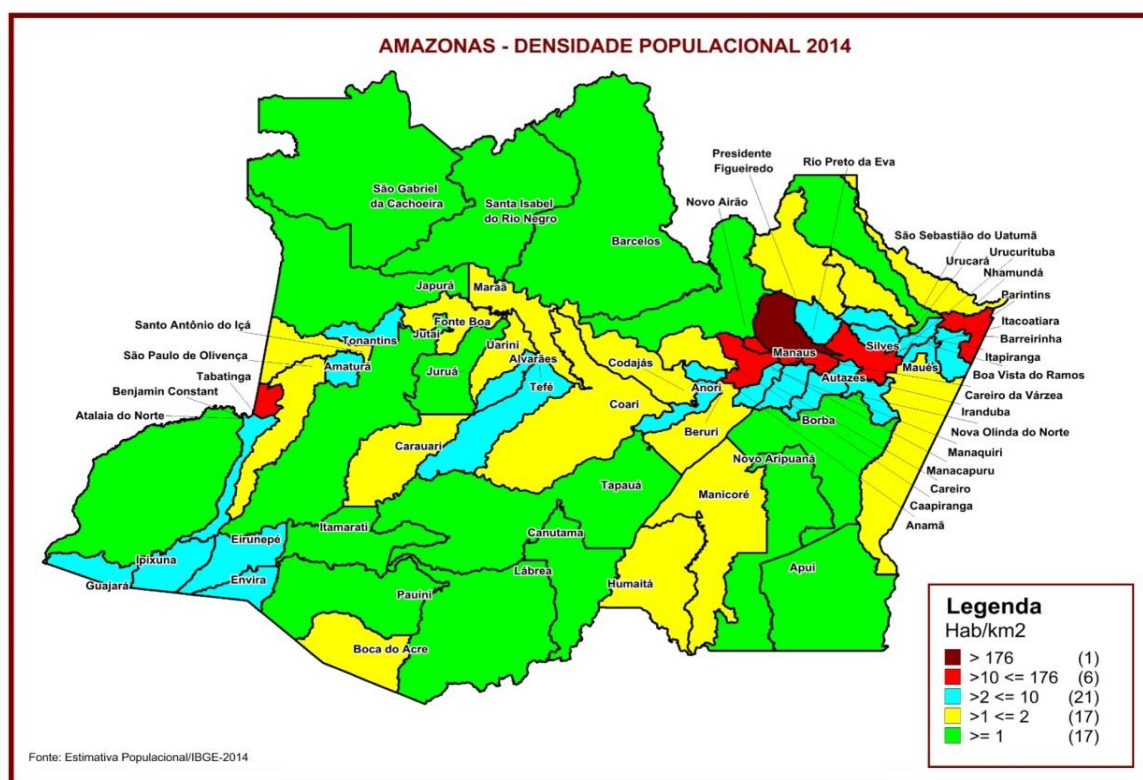 AMAZONAS - DENSIDADE POPULACIONAL 2014
Presidente
Figueiredo
Rio Preto da Eva
São Gabriel
da Cachoeira
Santa Isabel
do Rio Negro
Novo Airão
Barcelos
São Sebastião do Uatumã
Urucurituba
Urucará
Nhamundá
Parintins
Japurá
Maraã
Santo Antônio do Içá
Tonantins
Fonte Boa
Jutaí
Uarini
Itacoatiara
Barreirinha
Silves
São Paulo de Olivença
Amaturá
Alvarães
Codajás
Manaus
Itapiranga
Maués
Boa Vista do Ramos
Tabatinga
Juruá
Tefé
Anori
Autazes
Benjamin Constant
Careiro da Várzea
Coari
Iranduba
Atalaia do Norte
Borba
Beruri
Nova Olinda do Norte
Carauari
Manaquiri
Novo Aripuanã
Manacapuru
Tapauá
Careiro
Manicoré
Caapiranga
Itamarati
Anamã
Canutama
Eirunepé
Ipixuna
Guajará
Envira
Lábrea
Humaitá
Apui
Pauini
Boca do Acre
Legenda
Hab/km2
> 176 (1)
>10 <= 176 (6)
>2 <= 10 (21)
>1 <= 2 (17)
>= 1 (17)
Fonte: Estimativa Populacional/IBGE-2014